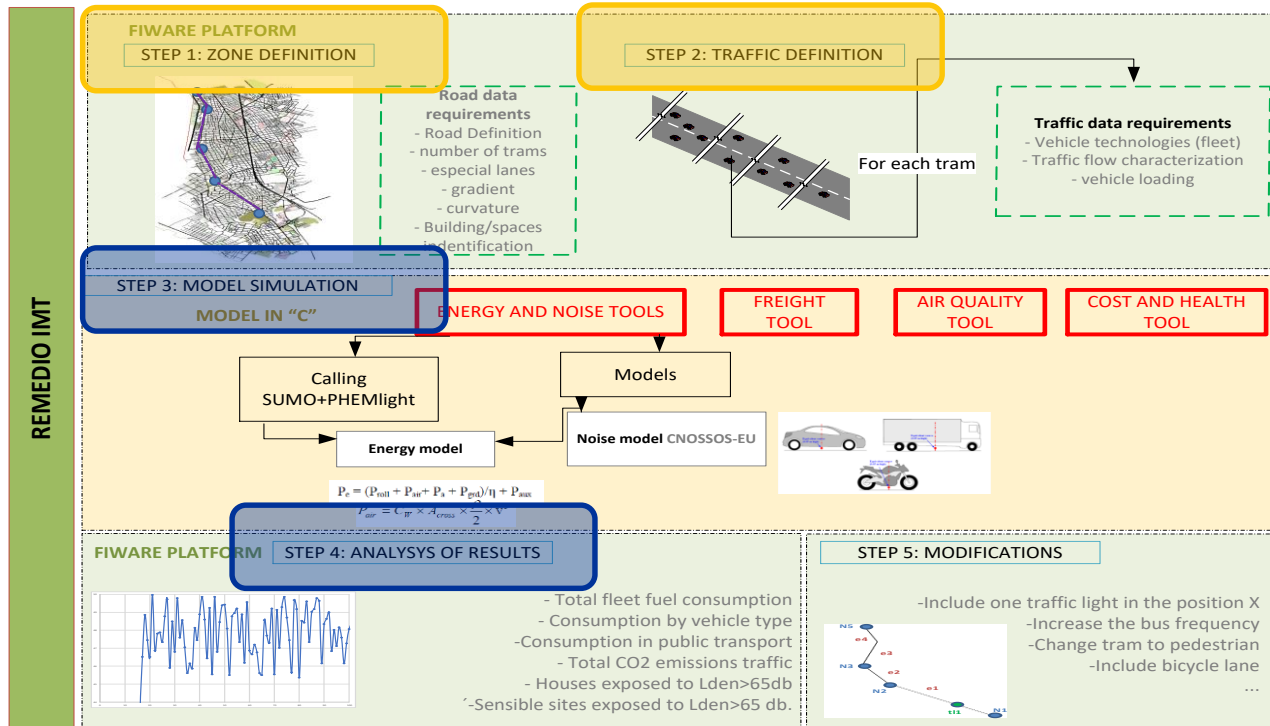 REMEDIO IMT
FIWARE PLATFORM
STEP 1: ZONE DEFINITION
Road data
requirements
- Road Definition
- number of trams
- especial lanes
- gradient
- curvature
- Building/spaces
indentification
STEP 2: TRAFFIC DEFINITION
For each tram
Traffic data requirements
- Vehicle technologies (fleet)
- Traffic flow characterization
- vehicle loading
STEP 3: MODEL SIMULATION
MODEL IN "C"
ENERGY AND NOISE TOOLS
FREIGHT
TOOL
AIR QUALITY
TOOL
COST AND HEALTH
TOOL
Calling
SUMO+PHEMlight
Models
Energy model
Noise model CNOSSOS-EU
P_e = (P_roll + P_air + P_a + P_grd)/η + P_aux
FIWARE PLATFORM
STEP 4: ANALYSYS OF RESULTS
- Total fleet fuel consumption
- Consumption by vehicle type
-Consumption in public transport
- Total CO2 emissions traffic
- Houses exposed to Lden>65db
´-Sensible sites exposed to Lden>65 db.
STEP 5: MODIFICATIONS
-Include one traffic light in the position X
-Increase the bus frequency
-Change tram to pedestrian
-Include bicycle lane
...
N5
e4
e3
N3
e2
N2
e1
tl1
N1